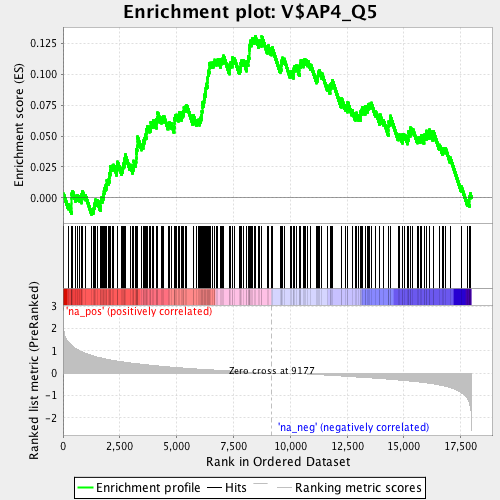 Enrichment plot: V$AP4_Q5
Enrichment score (ES)
0.125
0.100
0.075
0.050
0.025
0.000
Ranked list metric (PreRanked)
3
2
1
0
-1
-2
'na_pos' (positively correlated)
Zero cross at 9177
'na_neg' (negatively correlated)
0
2,500
5,000
7,500
10,000
12,500
15,000
17,500
Rank in Ordered Dataset
Enrichment profile
Hits
Ranking metric scores